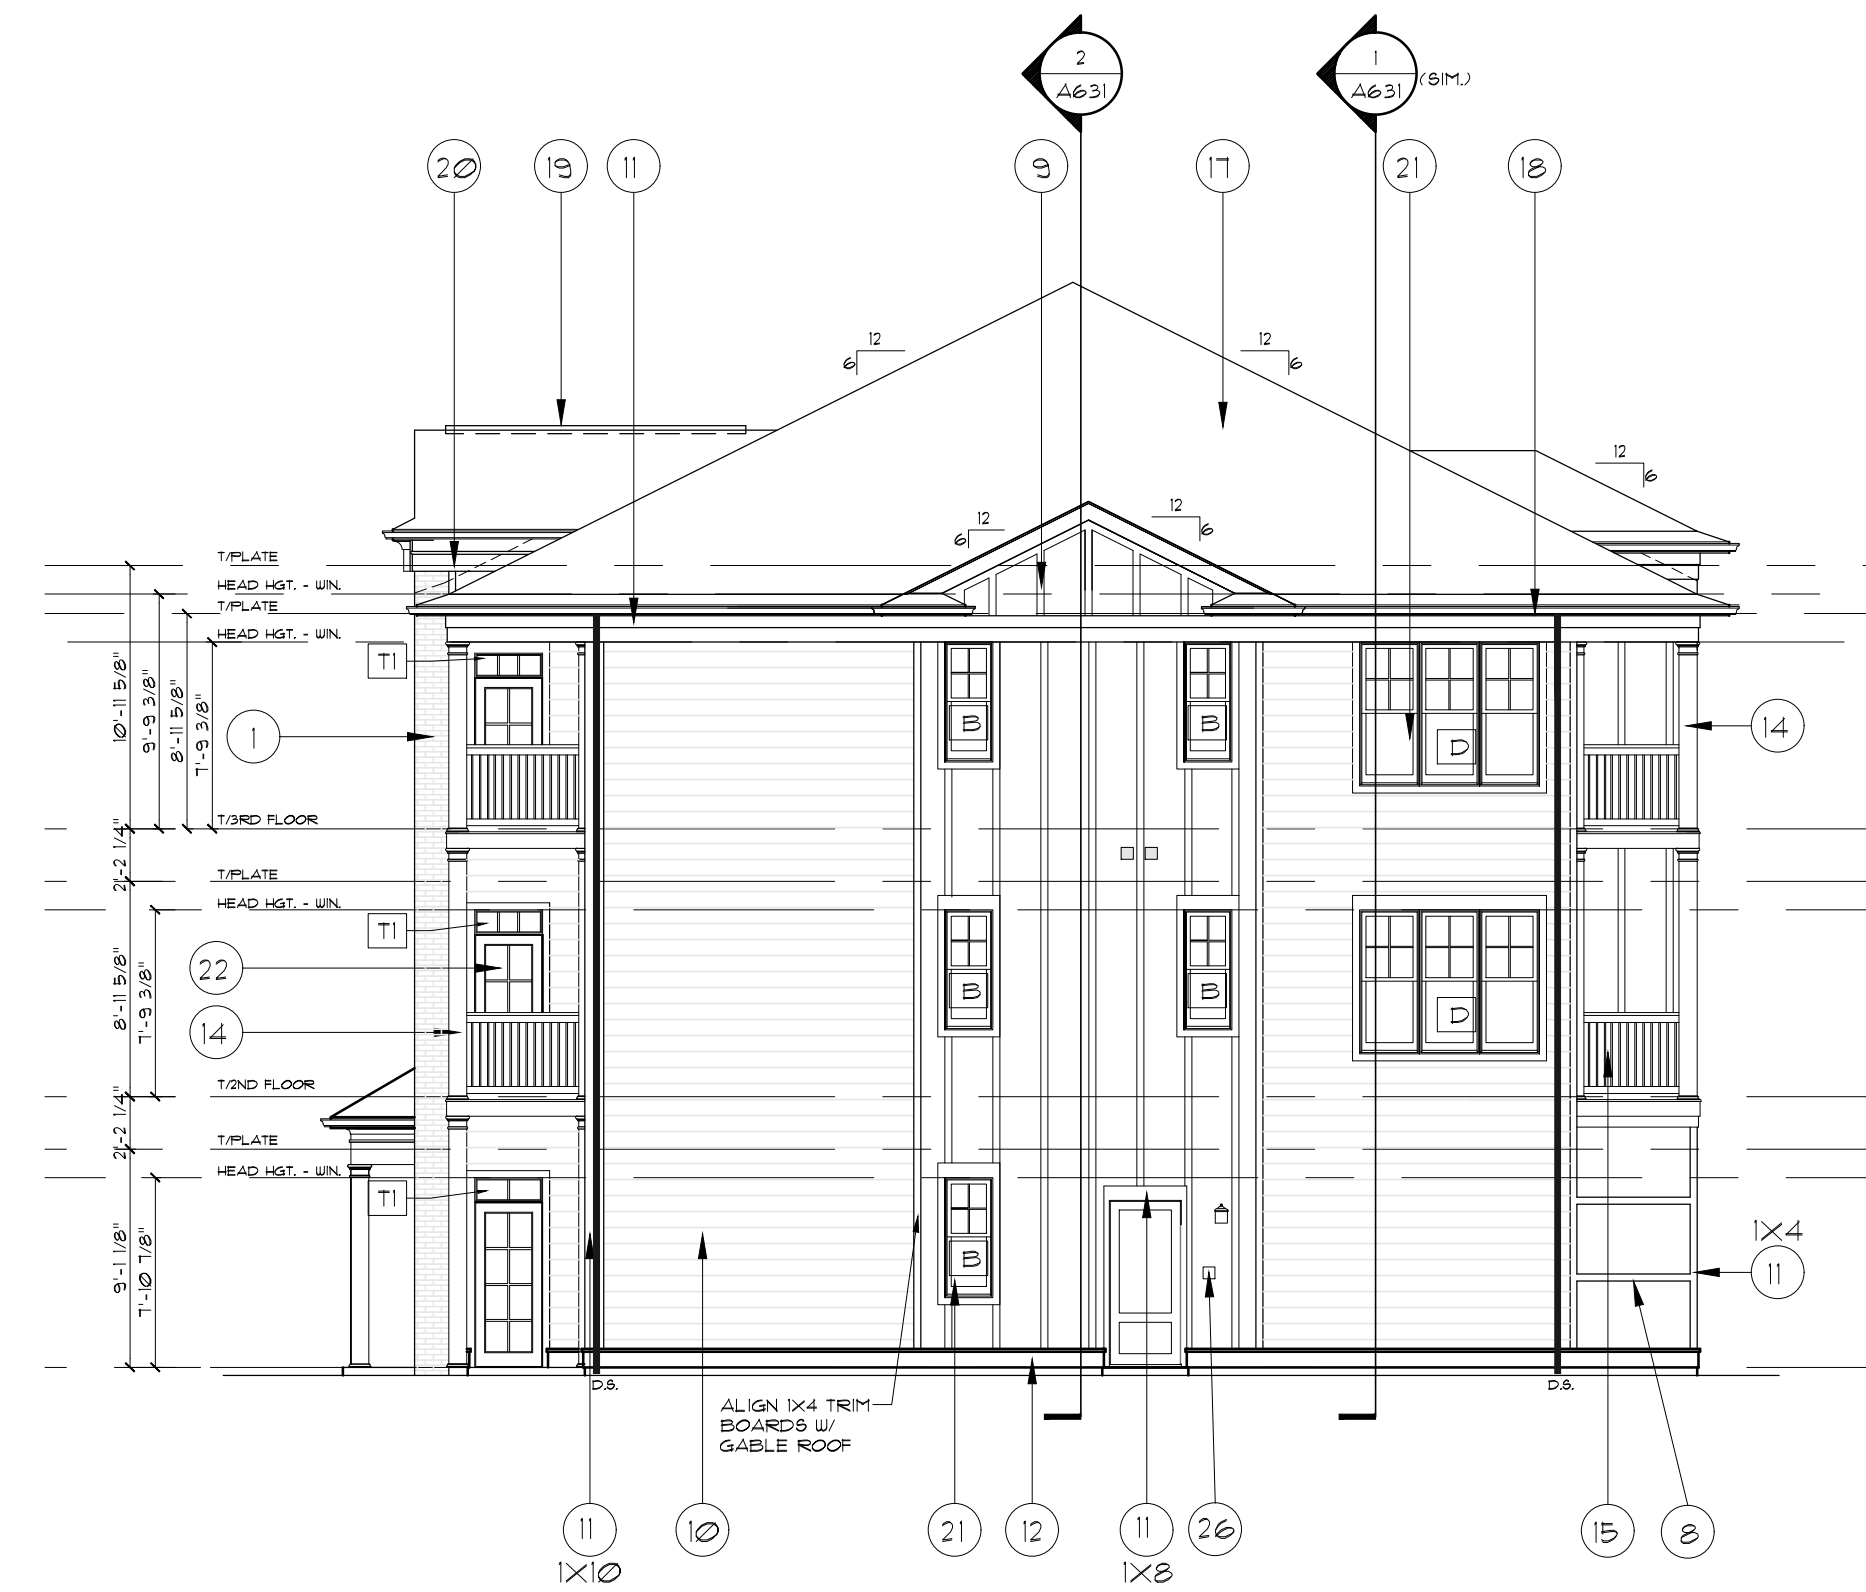 2
A631
1
A631
(SIM.)
20
19
11
9
17
21
18
12
6
12
6
12
6
12
6
12
6
T/PLATE
HEAD HGT. - WIN.
T/PLATE
HEAD HGT. - WIN.
T1
10'-11 5/8"
9'-9 3/8"
8'-11 5/8"
7'-9 3/8"
1
B
B
D
14
T/3RD FLOOR
2'-2 1/4"
T/PLATE
HEAD HGT. - WIN.
T1
22
8'-11 5/8"
7'-9 3/8"
B
B
D
14
T/2ND FLOOR
2'-2 1/4"
T/PLATE
HEAD HGT. - WIN.
T1
9'-1 1/8"
7'-10 7/8"
B
1X4
11
D.S.
D.S.
ALIGN 1X4 TRIM
BOARDS W/
GABLE ROOF
11
1X10
10
21
12
11
1X8
26
15
8